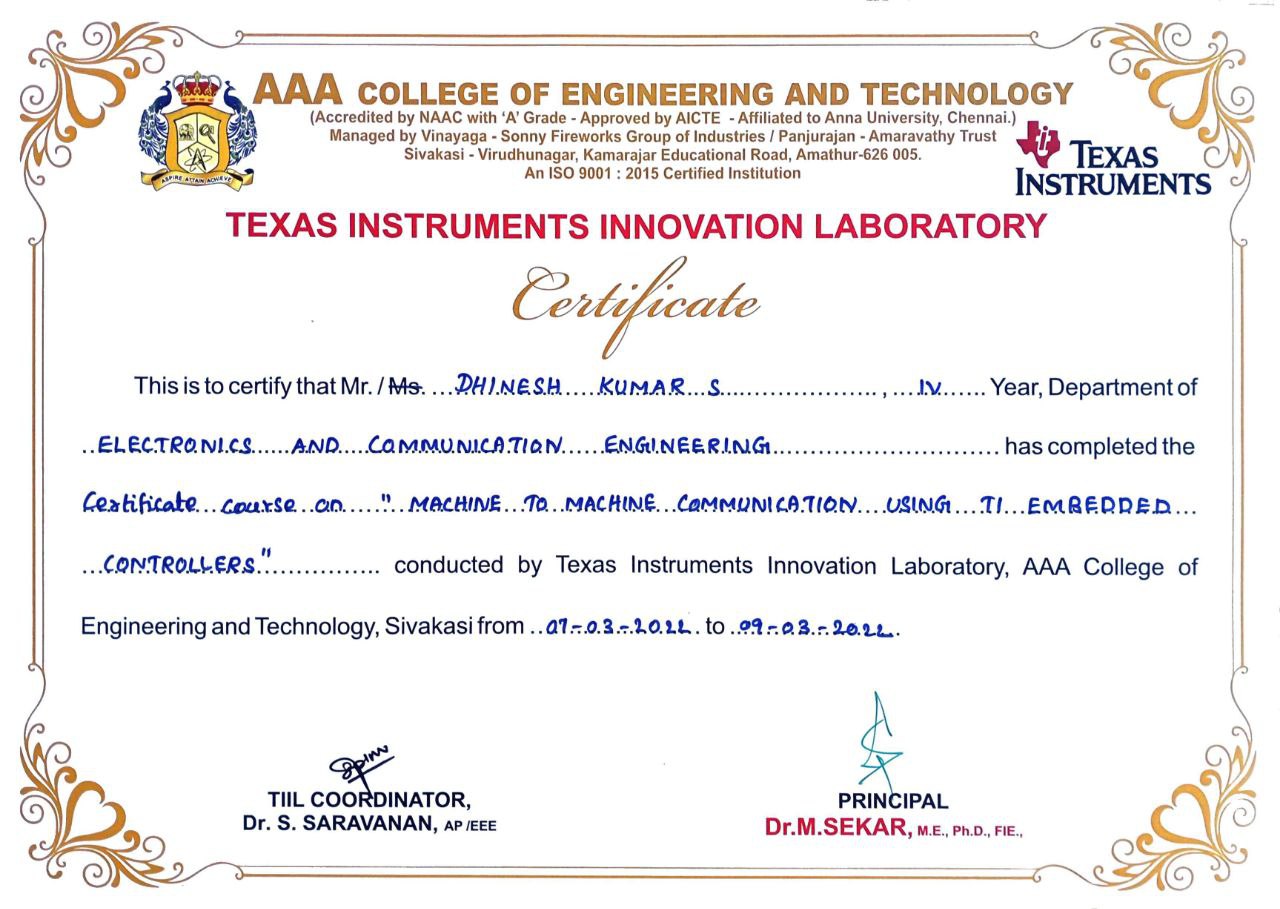 AAA COLLEGE OF ENGINEERING AND TECHNOLOGY
(Accredited by NAAC with 'A' Grade - Approved by AICTE - Affiliated to Anna University, Chennai.)
Managed by Vinayaga - Sonny Fireworks Group of Industries / Panjurajan - Amaravathy Trust
Sivakasi - Virudhunagar, Kamarajar Educational Road, Amathur-626 005.
An ISO 9001 : 2015 Certified Institution
ASPIRE ATTAIN ACHIEVE
TEXAS INSTRUMENTS
TEXAS INSTRUMENTS INNOVATION LABORATORY
Certificate
This is to certify that Mr. / Ms. DHINESH KUMAR S , IV Year, Department of
ELECTRONICS AND COMMUNICATION ENGINEERING has completed the
Certificate course on " MACHINE TO MACHINE COMMUNICATION USING TI EMBEDDED
CONTROLLERS" conducted by Texas Instruments Innovation Laboratory, AAA College of
Engineering and Technology, Sivakasi from 07-03-2022. to 09-03-2022.
TIIL COORDINATOR,
Dr. S. SARAVANAN, AP /EEE
PRINCIPAL
Dr.M.SEKAR, M.E., Ph.D., FIE.,